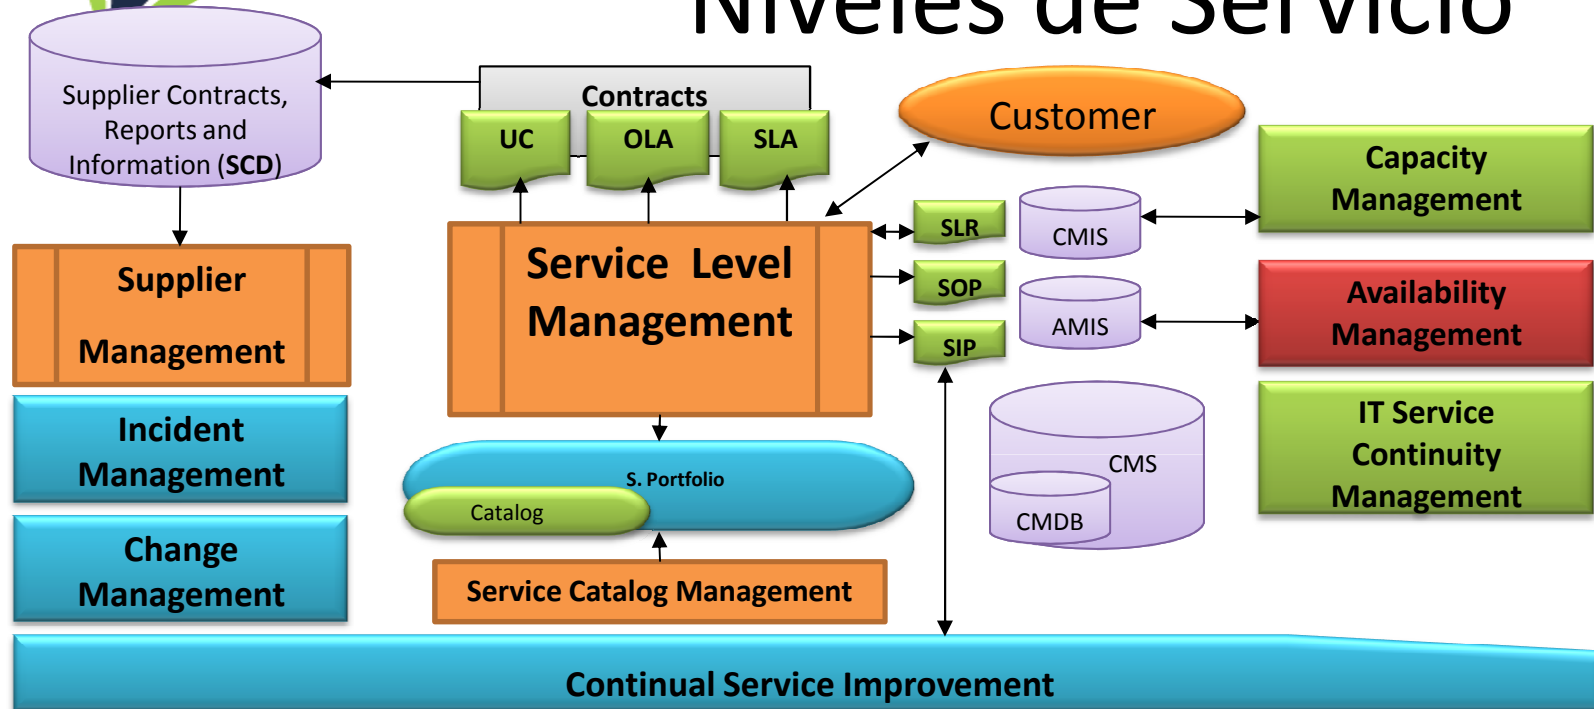 Niveles de Servicio
Supplier Contracts,
Reports and
Information (SCD)
Contracts
UC
OLA
SLA
Customer
Capacity
Management
Supplier
Management
Service Level
Management
SLR
SOP
SIP
CMIS
AMIS
Availability
Management
Incident
Management
IT Service
Continuity
Management
S. Portfolio
Catalog
CMS
CMDB
Change
Management
Service Catalog Management
Continual Service Improvement